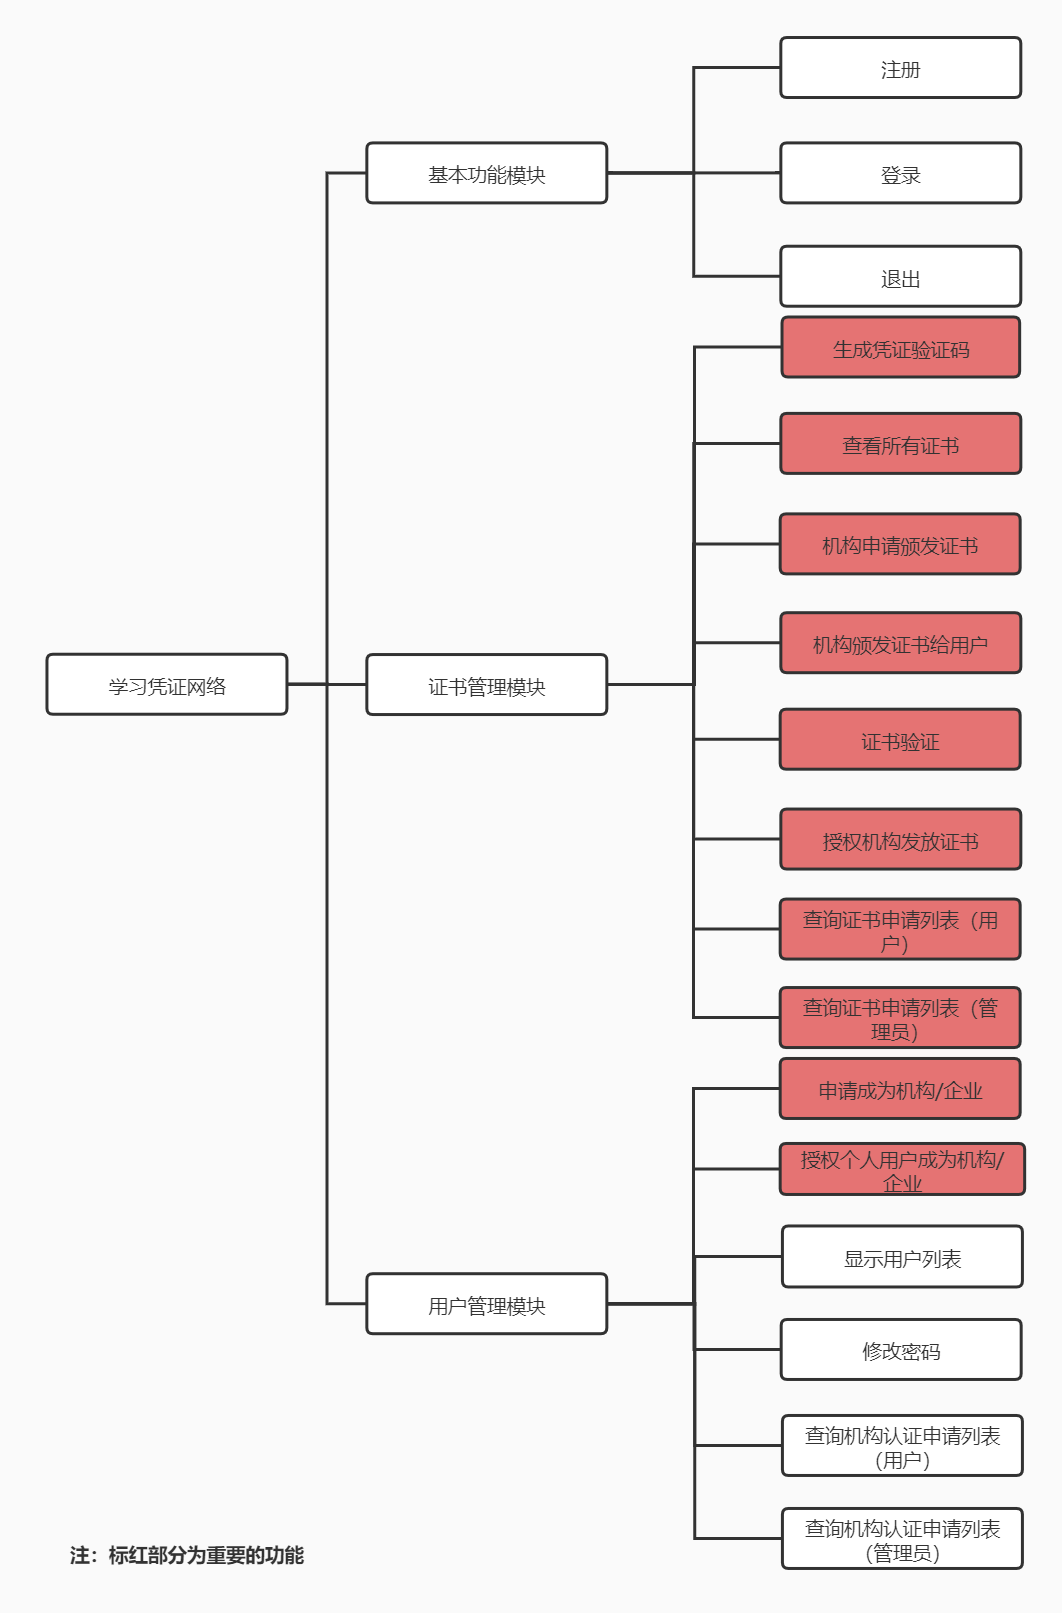 注册
基本功能模块
登录
退出
生成凭证验证码
查看所有证书
机构申请颁发证书
机构颁发证书给用户
学习凭证网络
证书管理模块
证书验证
授权机构发放证书
查询证书申请列表（用
户）
查询证书申请列表（管
理员）
申请成为机构/企业
授权个人用户成为机构/
企业
显示用户列表
用户管理模块
修改密码
查询机构认证申请列表
（用户）
查询机构认证申请列表
（管理员）
注：标红部分为重要的功能